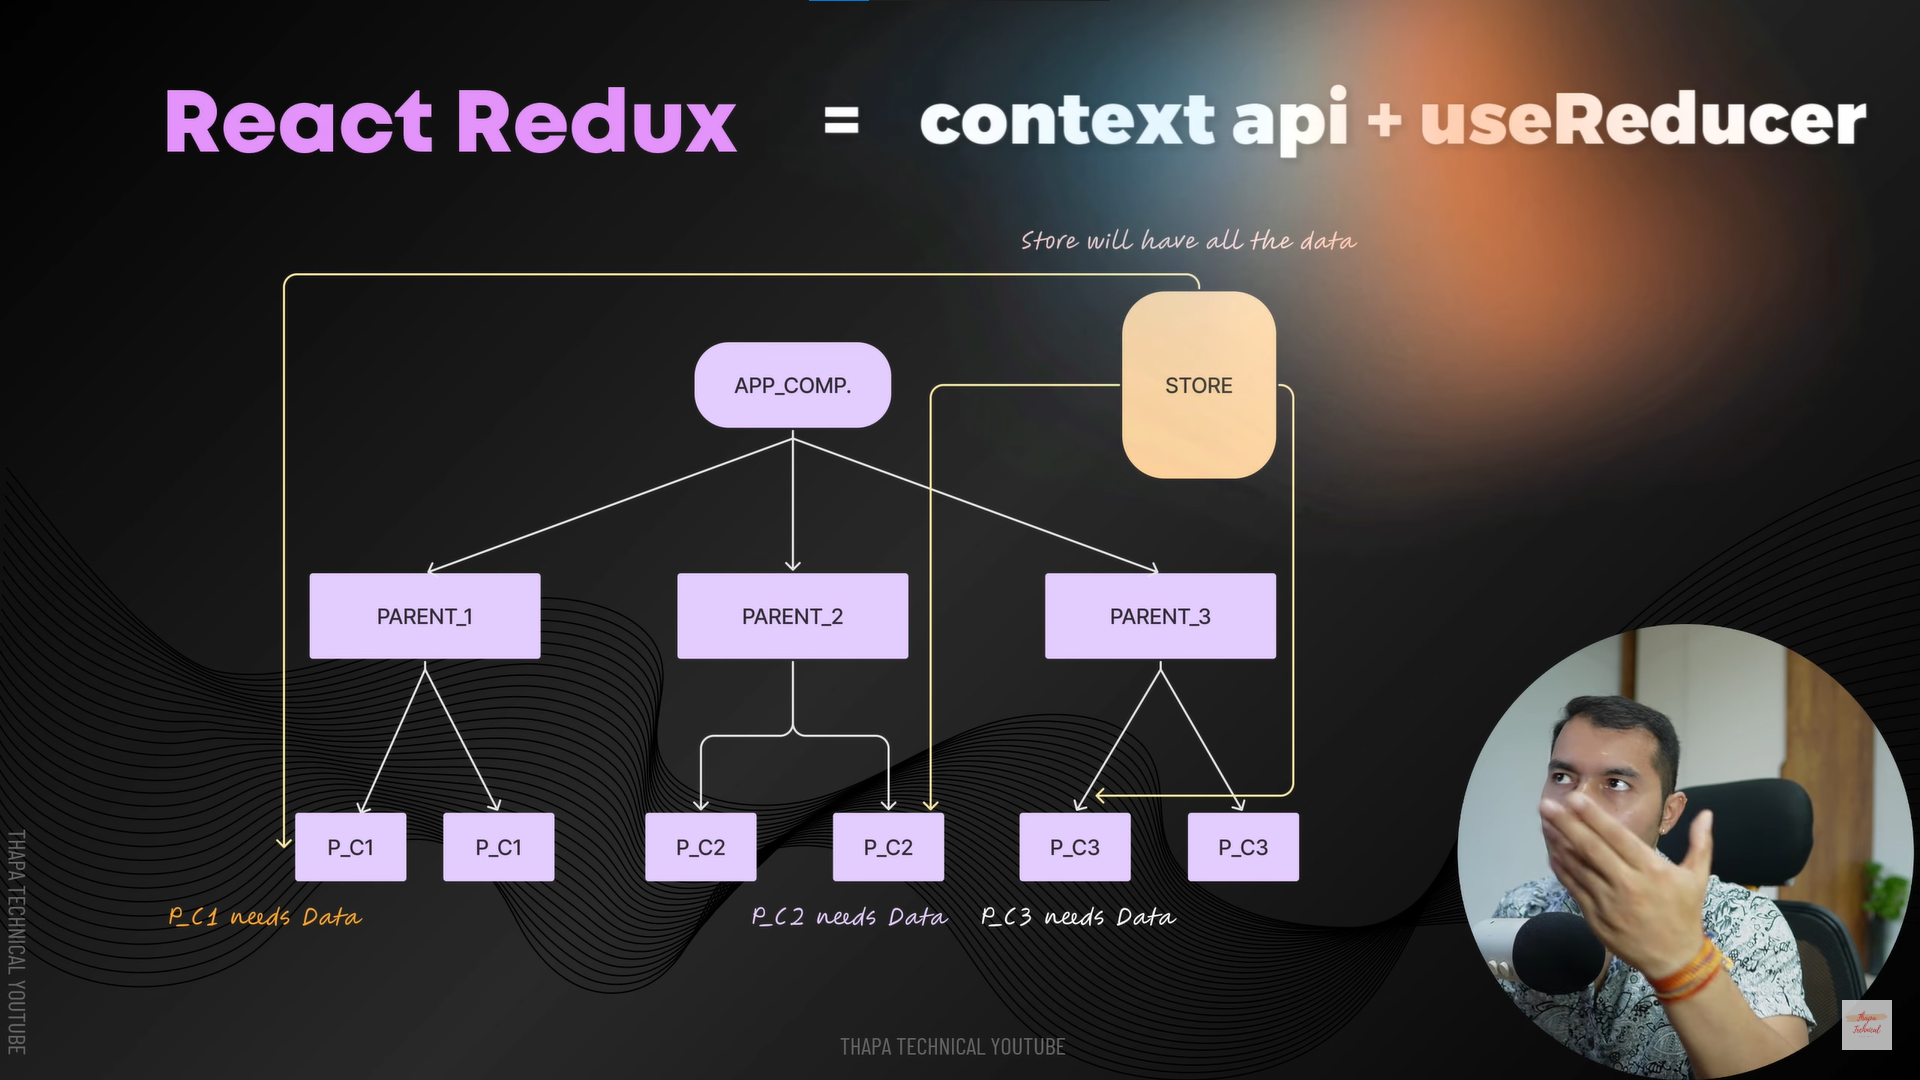 React Redux = context api + useReducer
Store will have all the data
APP_COMP.
STORE
PARENT_1
PARENT_2
PARENT_3
P_C1
P_C1
P_C2
P_C2
P_C3
P_C3
P_C1 needs Data
P_C2 needs Data
P_C3 needs Data
THAPA TECHNICAL YOUTUBE
THAPA TECHNICAL YOUTUBE
Thapa
Technical